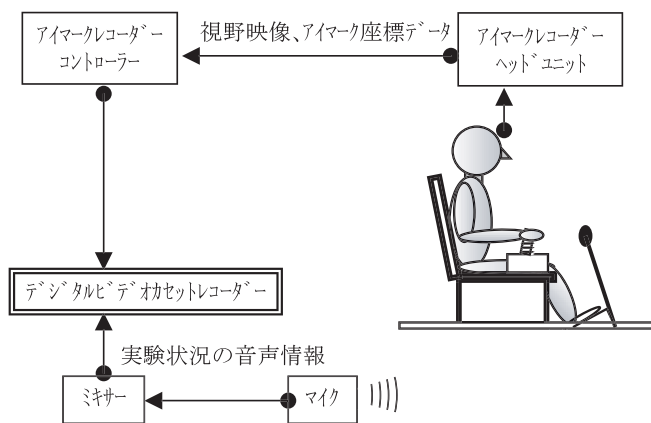 アイマークレコーダー
コントローラー
視野映像、アイマーク座標データ
アイマークレコーダー
ヘッドユニット
デジタルビデオカセットレコーダー
実験状況の音声情報
ミキサー
マイク